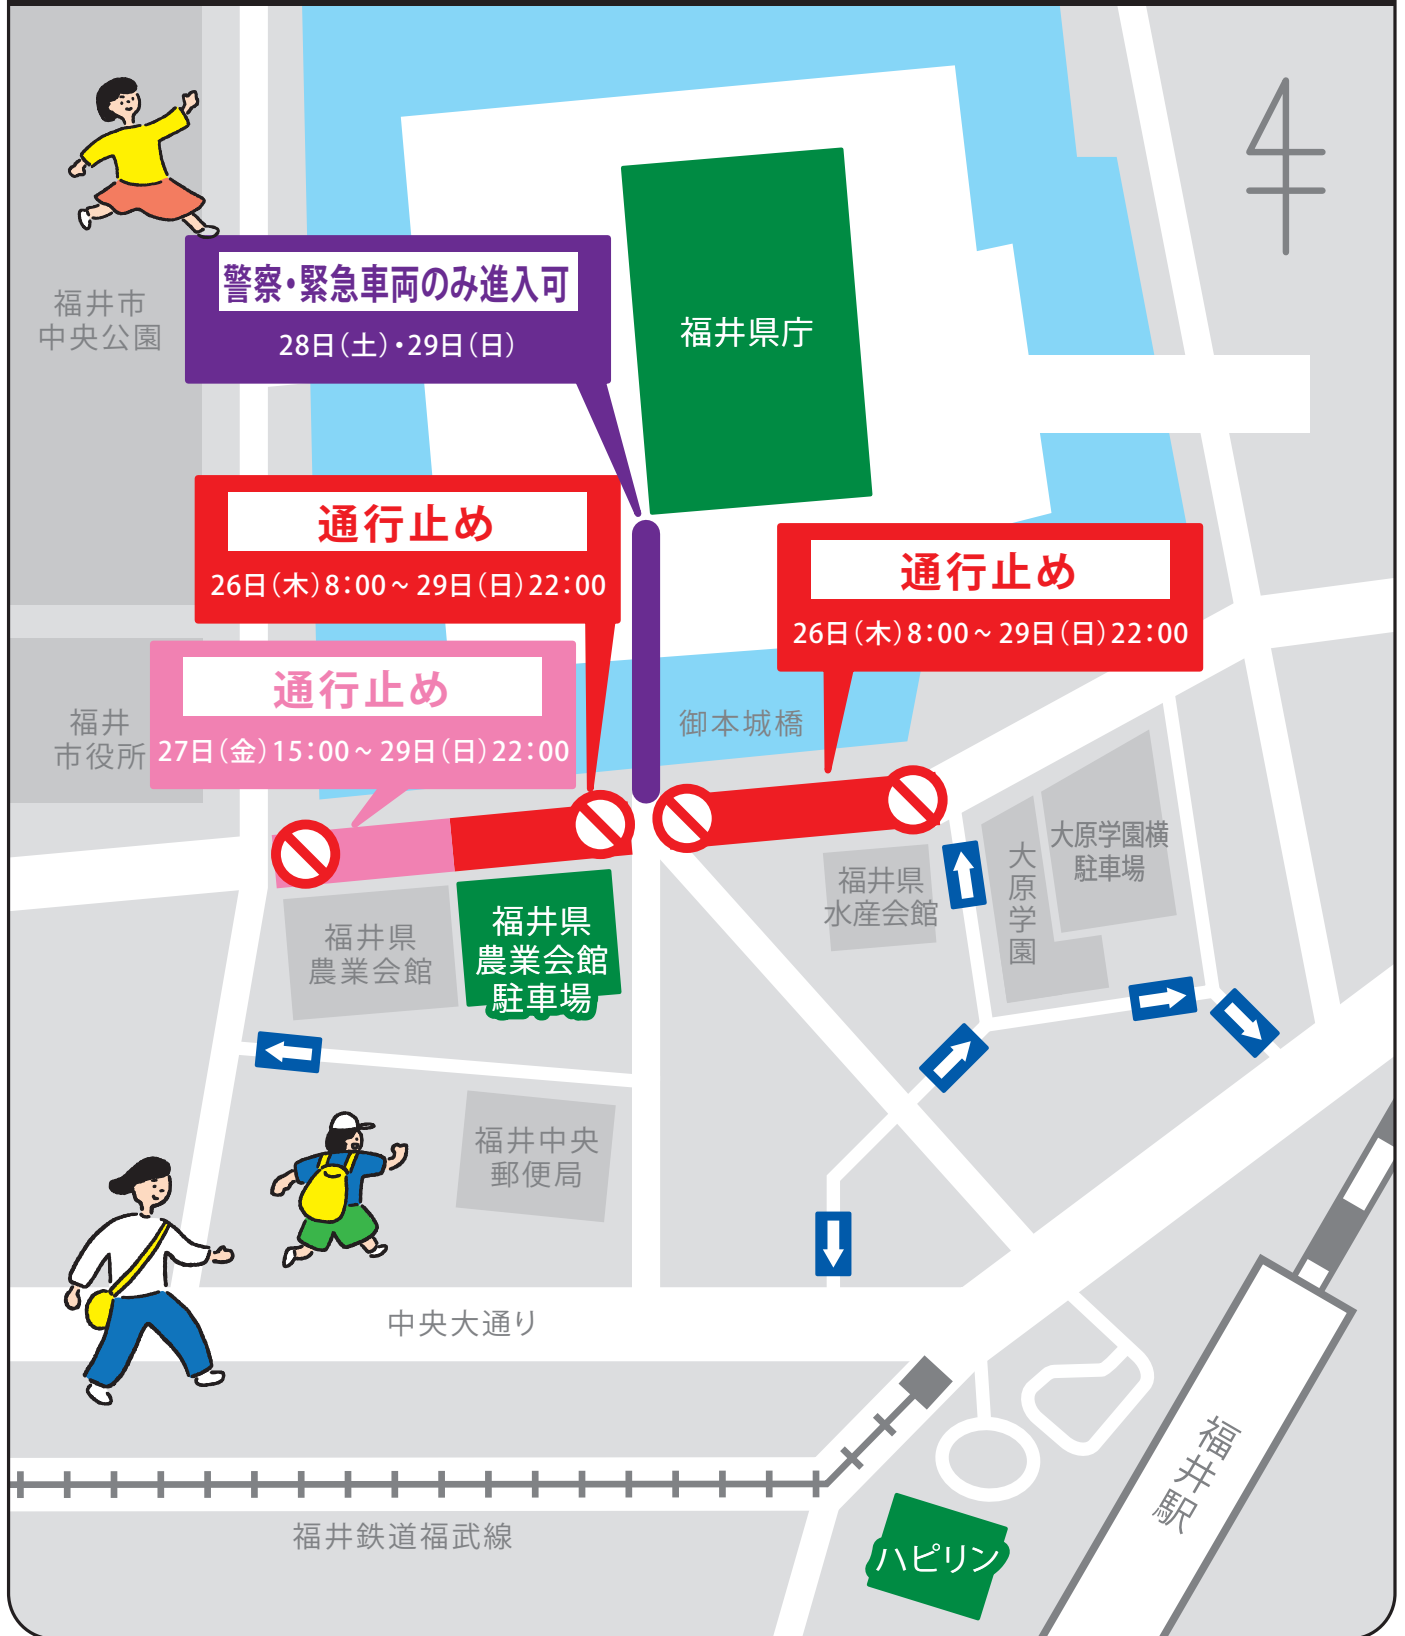 警察・緊急車両のみ進入可
28日（土）・29日（日）
福井市
中央公園
福井県庁
通行止め
26日（木）8：00～29日（日）22：00
通行止め
26日（木）8：00～29日（日）22：00
通行止め
27日（金）15：00～29日（日）22：00
福井
市役所
御本城橋
大原学園横
駐車場
大原学園
福井県
水産会館
福井県
農業会館
福井県
農業会館
駐車場
福井中央
郵便局
中央大通り
福井駅
福井鉄道福武線
ハピリン